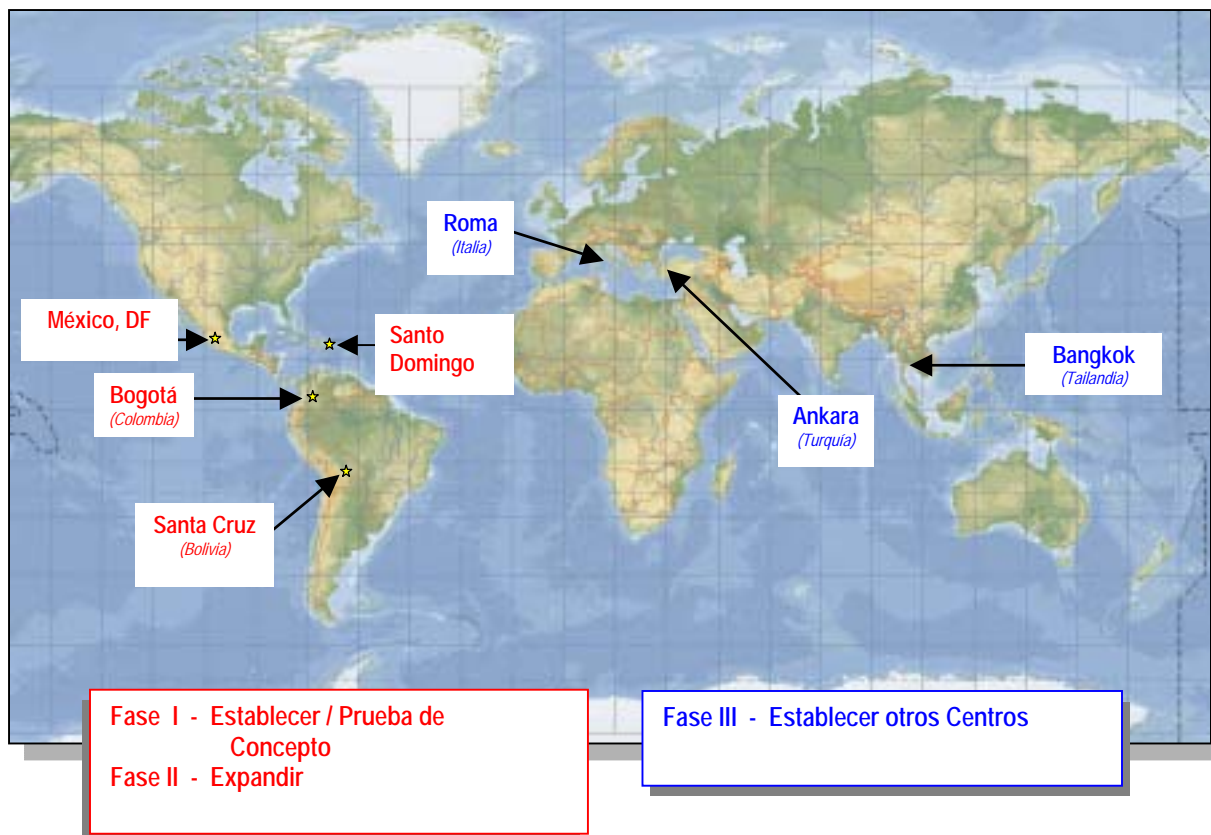 Roma
(Italia)
México, DF
Santo
Domingo
Bangkok
(Tailandia)
Bogotá
(Colombia)
Ankara
(Turquía)
Santa Cruz
(Bolivia)
Fase I - Establecer / Prueba de
Concepto
Fase II - Expandir
Fase III - Establecer otros Centros